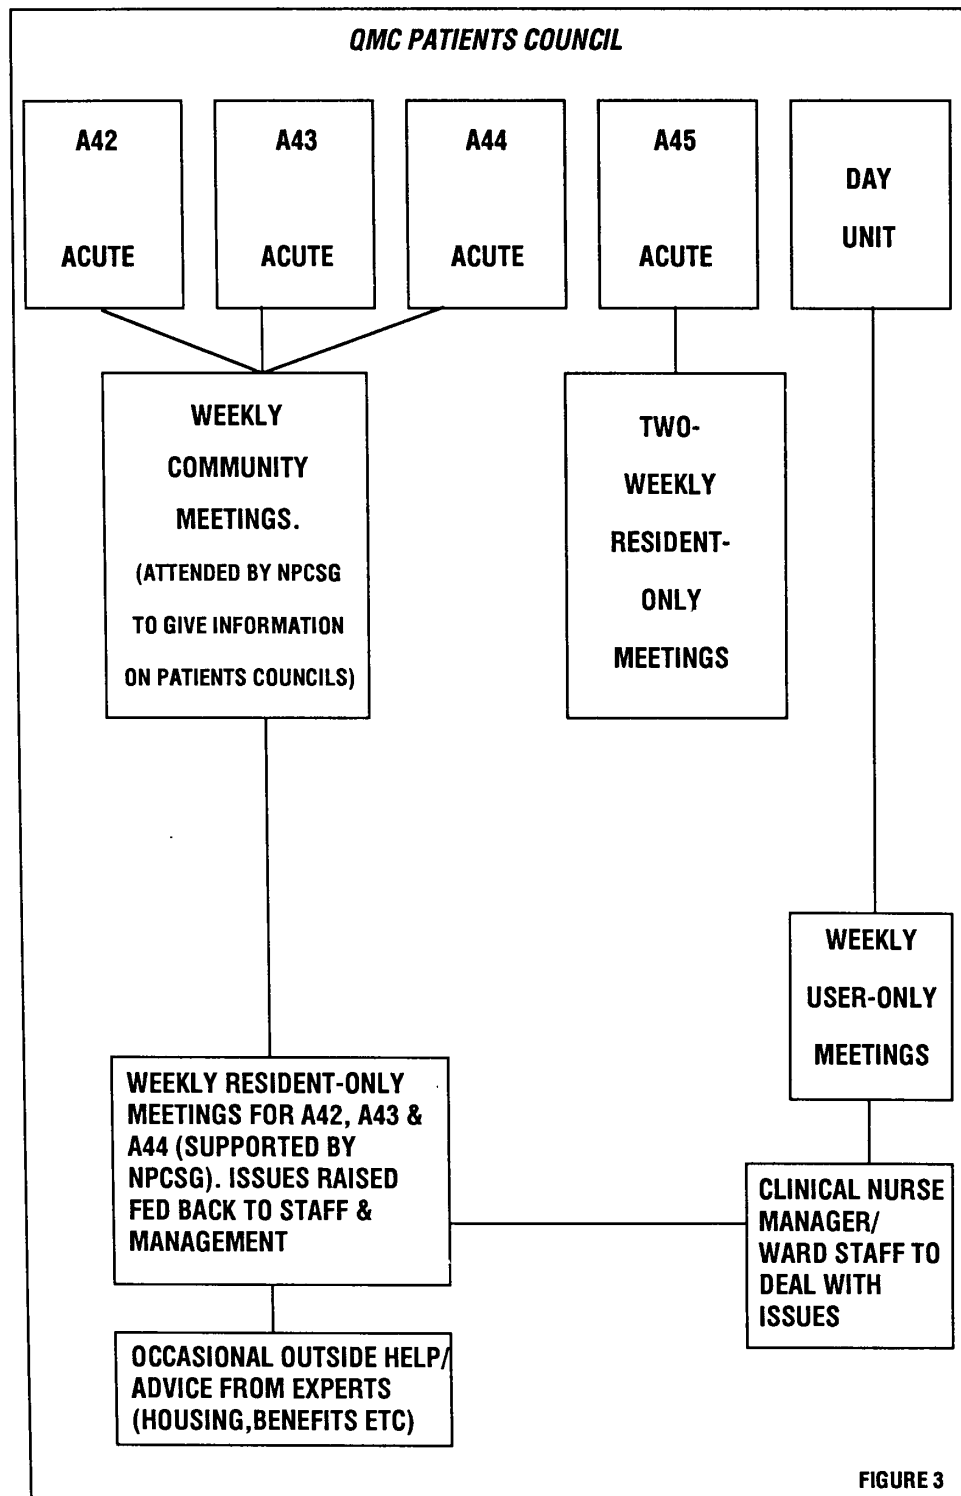 QMC PATIENTS COUNCIL
A42
ACUTE
A43
ACUTE
A44
ACUTE
A45
ACUTE
DAY
UNIT
WEEKLY
COMMUNITY
MEETINGS.
(ATTENDED BY NPCSG
TO GIVE INFORMATION
ON PATIENTS COUNCILS)
TWO-
WEEKLY
RESIDENT-
ONLY
MEETINGS
WEEKLY
USER-ONLY
MEETINGS
WEEKLY RESIDENT-ONLY
MEETINGS FOR A42, A43 &
A44 (SUPPORTED BY
NPCSG). ISSUES RAISED
FED BACK TO STAFF &
MANAGEMENT
CLINICAL NURSE
MANAGER/
WARD STAFF TO
DEAL WITH
ISSUES
OCCASIONAL OUTSIDE HELP/
ADVICE FROM EXPERTS
(HOUSING,BENEFITS ETC)
FIGURE 3